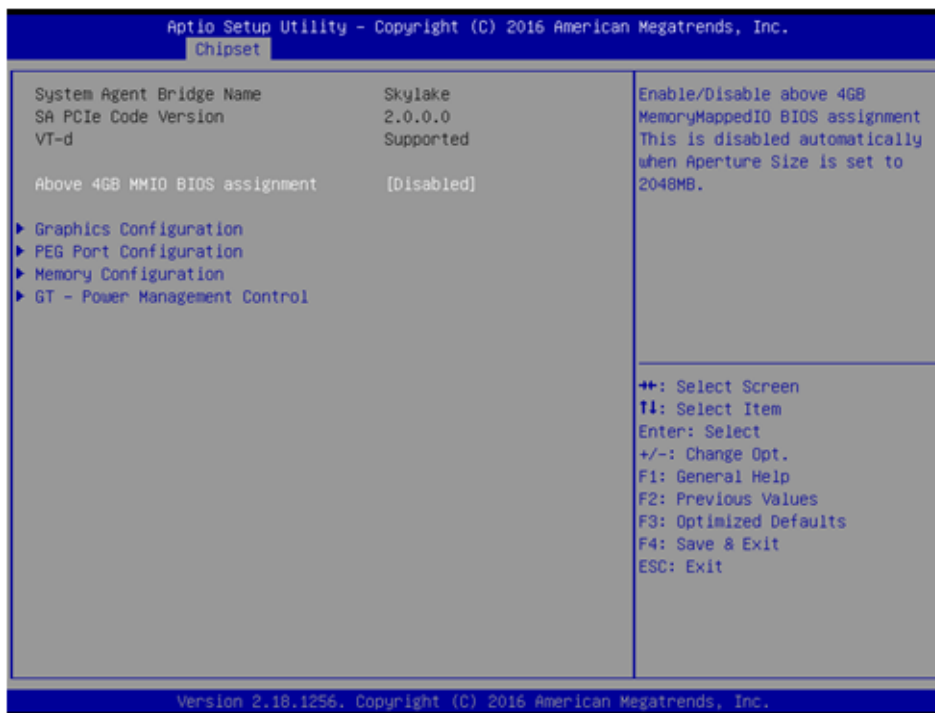 Aptio Setup Utility – Copyright (C) 2016 American Megatrends, Inc.
Chipset
System Agent Bridge Name Skylake
SA PCIe Code Version 2.0.0.0
VT-d Supported
Above 4GB MMIO BIOS assignment [Disabled]
▶ Graphics Configuration
▶ PEG Port Configuration
▶ Memory Configuration
▶ GT – Power Management Control
Enable/Disable above 4GB
MemoryMappedIO BIOS assignment
This is disabled automatically
when Aperture Size is set to
2048MB.
→←: Select Screen
↑↓: Select Item
Enter: Select
+/-: Change Opt.
F1: General Help
F2: Previous Values
F3: Optimized Defaults
F4: Save & Exit
ESC: Exit
Version 2.18.1256. Copyright (C) 2016 American Megatrends, Inc.